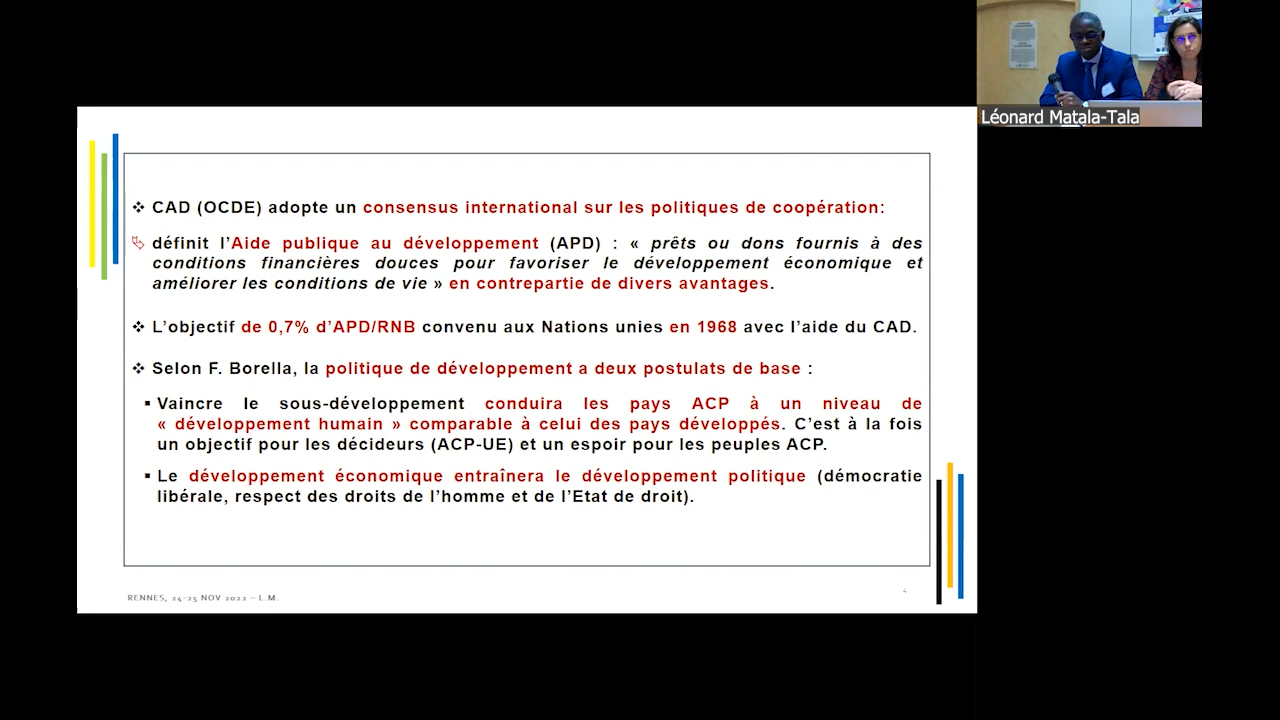 Léonard Matala-Tala
❖ CAD (OCDE) adopte un consensus international sur les politiques de coopération:
définit l’Aide publique au développement (APD) : « prêts ou dons fournis à des
conditions financières douces pour favoriser le développement économique et
améliorer les conditions de vie » en contrepartie de divers avantages.
❖ L’objectif de 0,7% d’APD/RNB convenu aux Nations unies en 1968 avec l’aide du CAD.
❖ Selon F. Borella, la politique de développement a deux postulats de base :
▪ Vaincre le sous-développement conduira les pays ACP à un niveau de
« développement humain » comparable à celui des pays développés. C’est à la fois
un objectif pour les décideurs (ACP-UE) et un espoir pour les peuples ACP.
▪ Le développement économique entraînera le développement politique (démocratie
libérale, respect des droits de l’homme et de l’Etat de droit).
RENNES, 24-25 NOV 2022 – L.M.
4